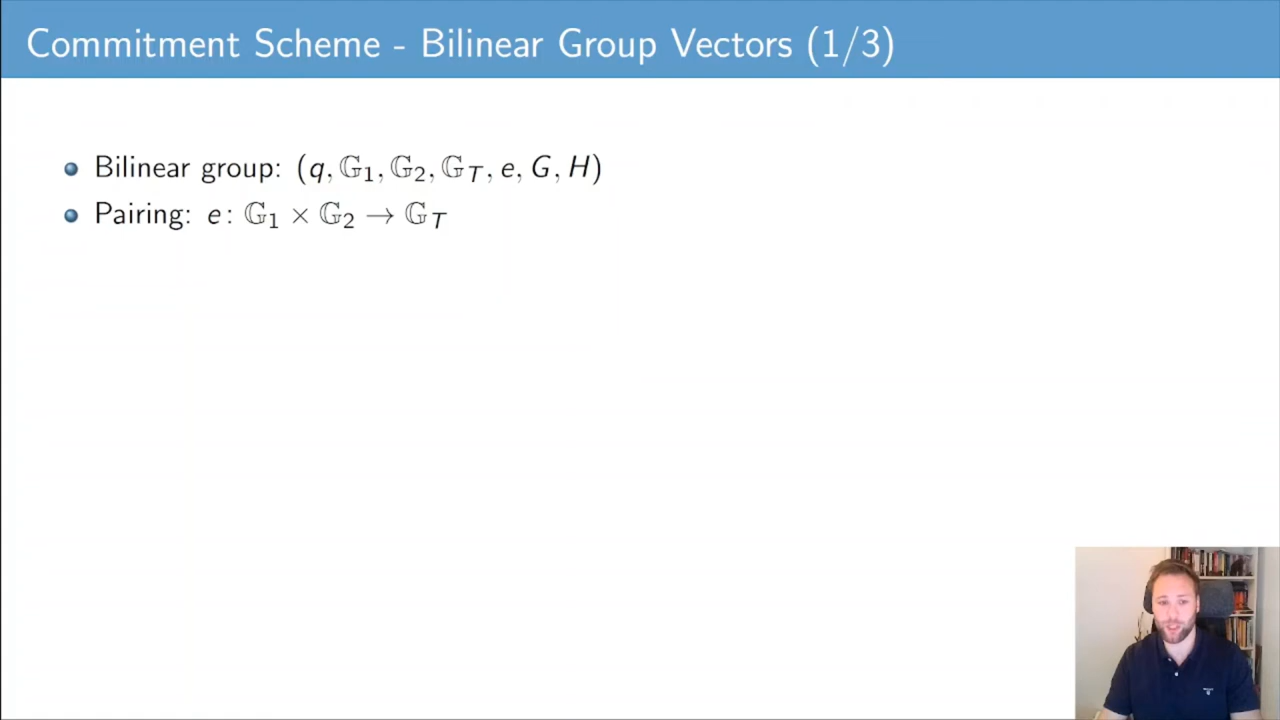 Commitment Scheme - Bilinear Group Vectors (1/3)
Bilinear group: (q, 𝔾₁, 𝔾₂, 𝔾_T, e, G, H)
Pairing: e: 𝔾₁ × 𝔾₂ → 𝔾_T